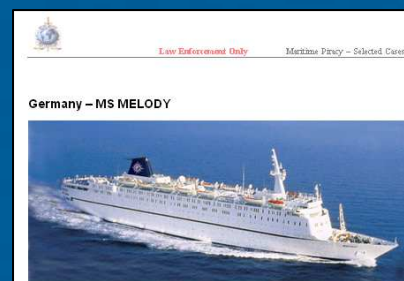 Law Enforcement Only Maritime Piracy – Selected Cases
Germany – MS MELODY